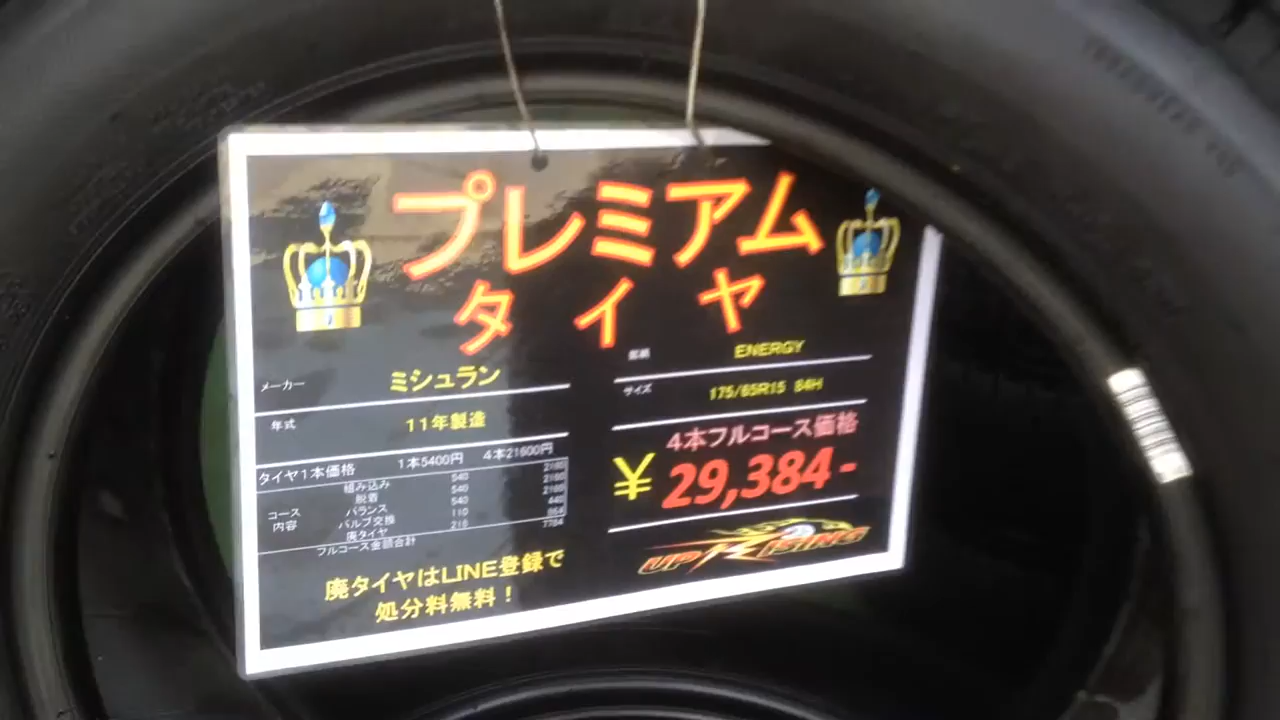 プレミアム
タイヤ
メーカー ミシュラン
年式 11年製造
タイヤ1本価格 1本5400円 4本21600円
コース内容
組み込み 540 2160
脱着 540 2160
バランス 540 2160
バルブ交換 110 440
廃タイヤ 216 864
フルコース金額合計 7784
廃タイヤはLINE登録で
処分料無料！
銘柄 ENERGY
サイズ 175/65R15 84H
4本フルコース価格
¥29,384-
UPRISING